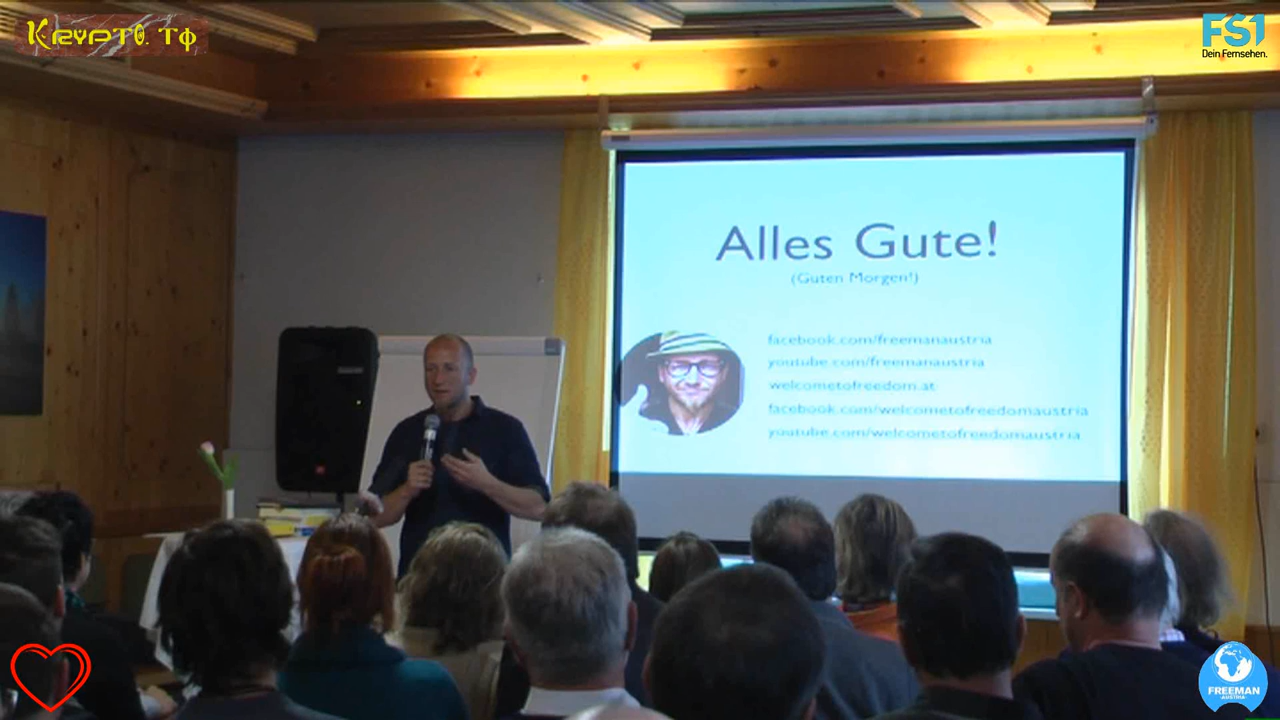 Krypto.Tφ
FS1
Dein Fernsehen.
Alles Gute!
(Guten Morgen!)
facebook.com/freemanaustria
youtube.com/freemanaustria
welcometofreedom.at
facebook.com/welcometofreedomaustria
youtube.com/welcometofreedomaustria
FREEMAN
AUSTRIA